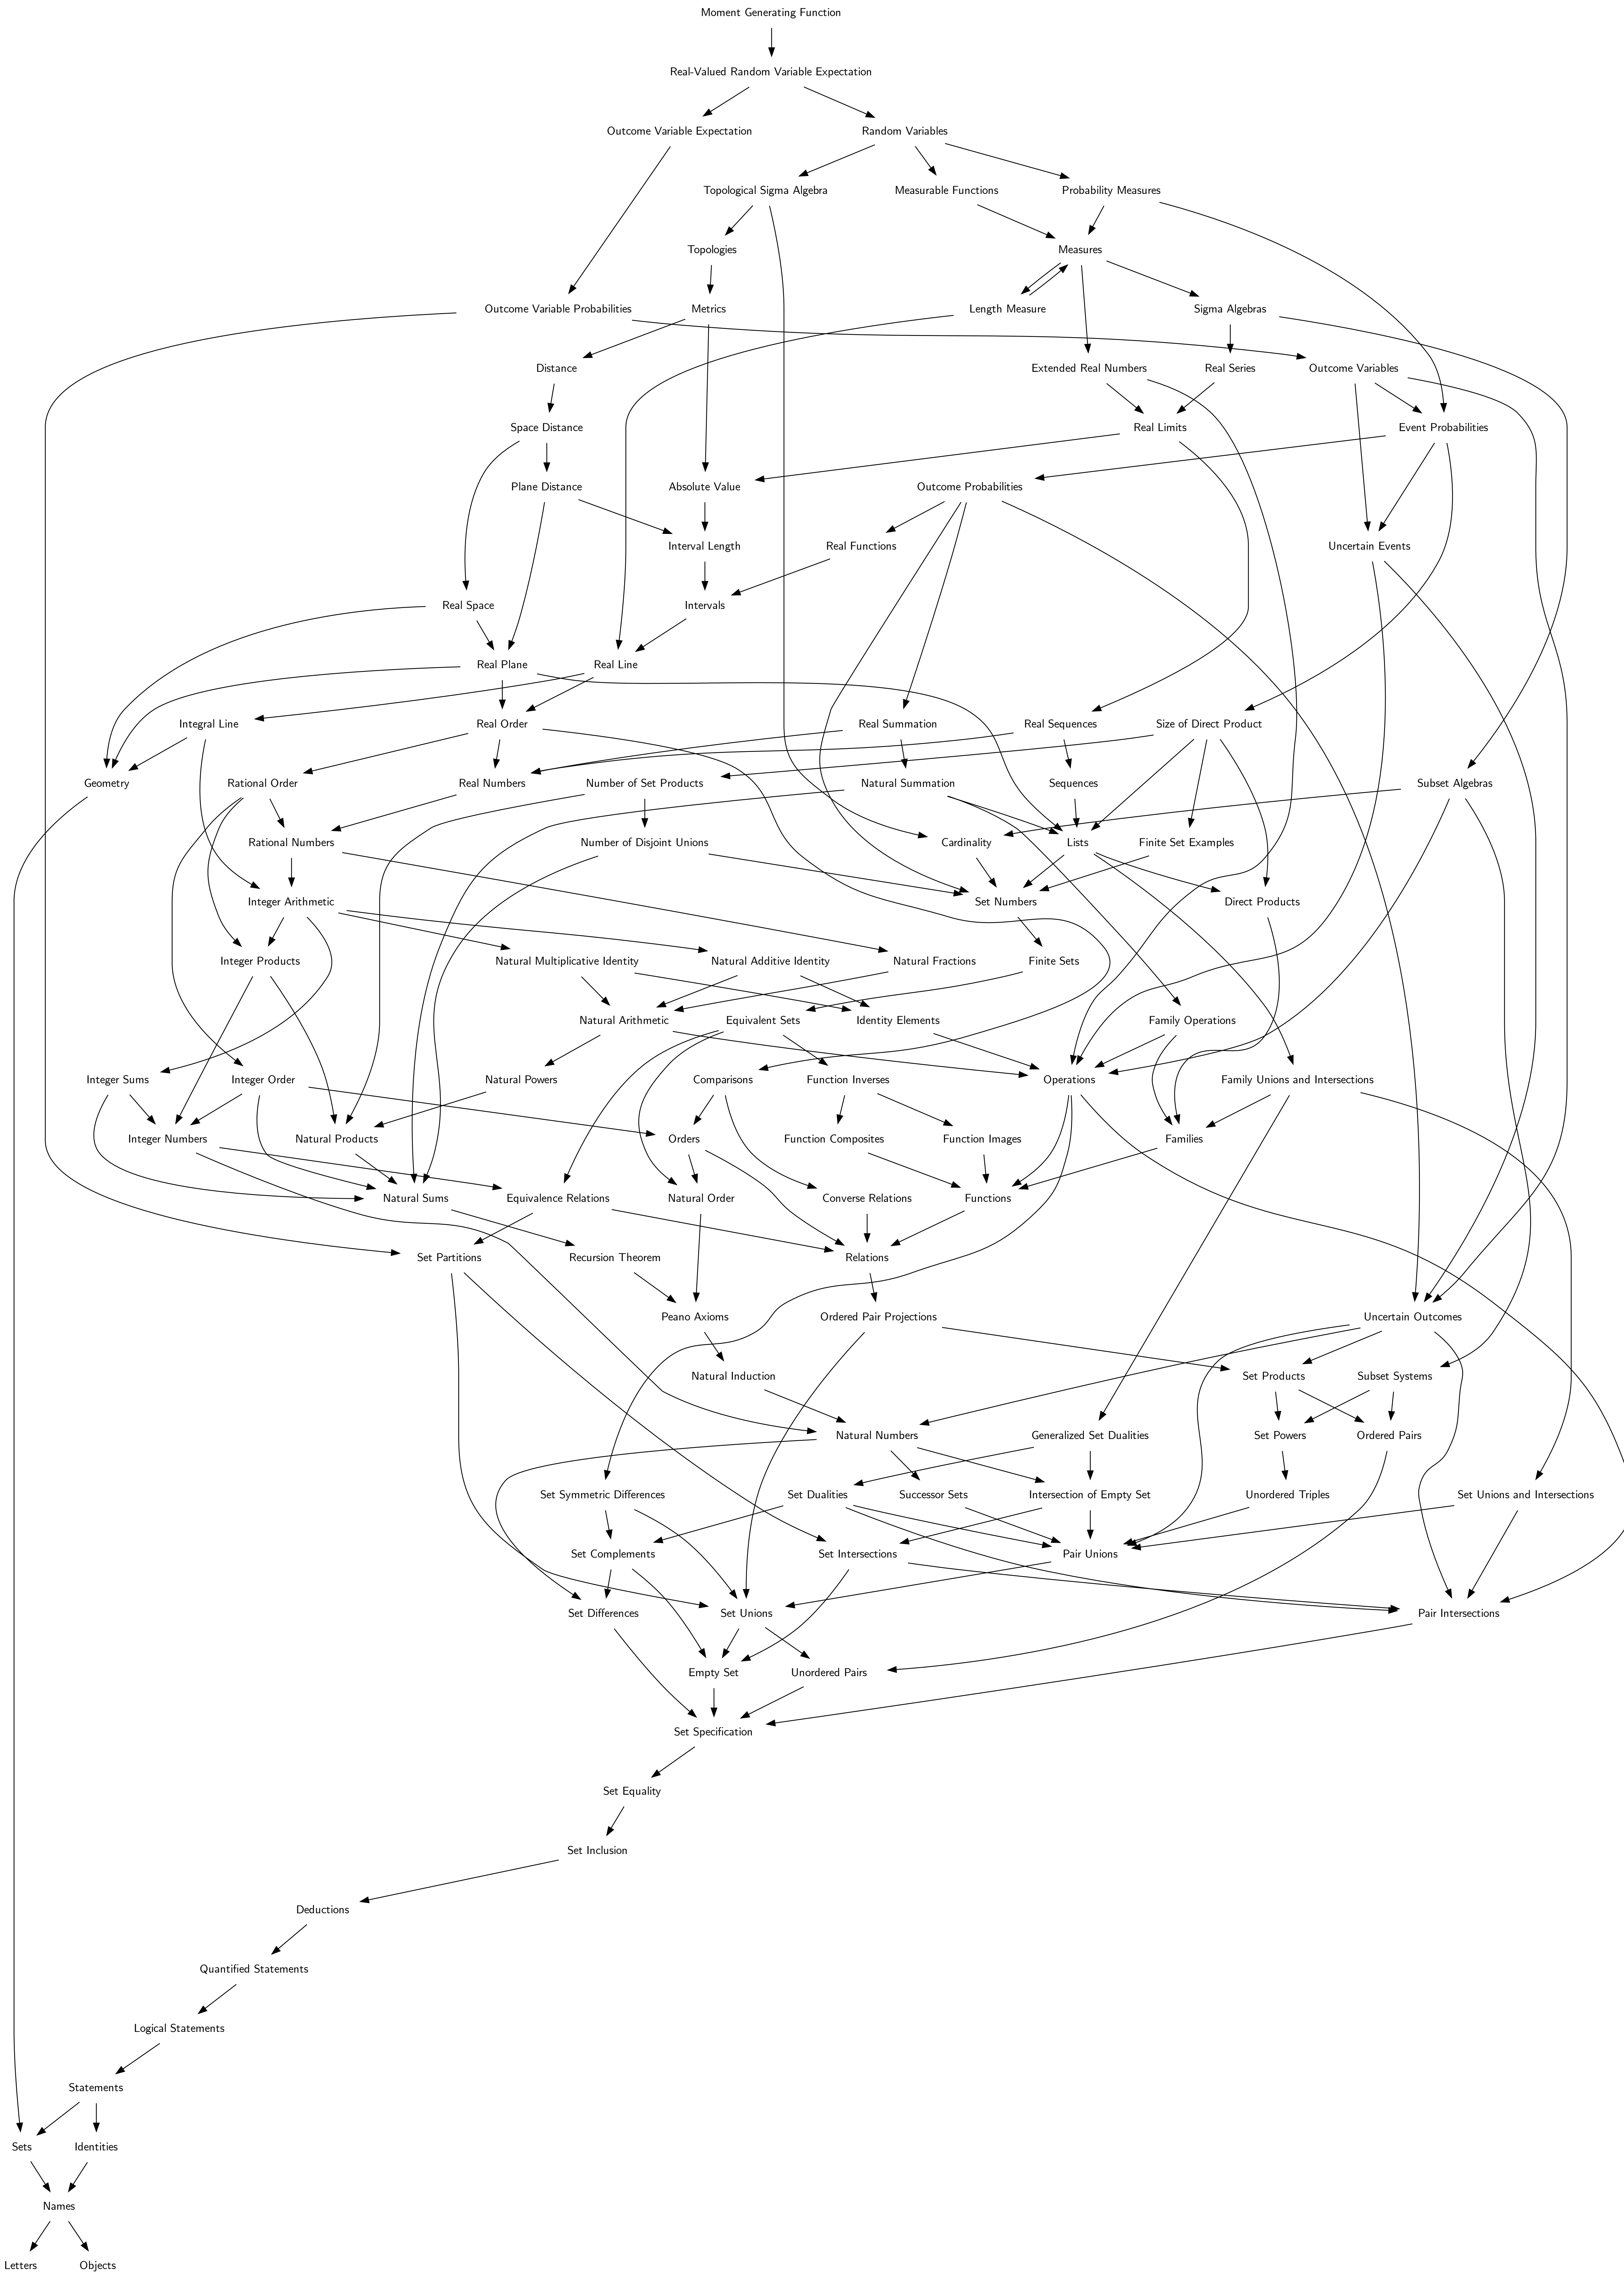 Moment Generating Function
Real-Valued Random Variable Expectation
Outcome Variable Expectation
Random Variables
Topological Sigma Algebra
Measurable Functions
Probability Measures
Topologies
Measures
Outcome Variable Probabilities
Metrics
Length Measure
Sigma Algebras
Distance
Extended Real Numbers
Real Series
Outcome Variables
Space Distance
Real Limits
Event Probabilities
Plane Distance
Absolute Value
Outcome Probabilities
Interval Length
Real Functions
Uncertain Events
Real Space
Intervals
Real Plane
Real Line
Integral Line
Real Order
Real Summation
Real Sequences
Size of Direct Product
Geometry
Rational Order
Real Numbers
Number of Set Products
Natural Summation
Sequences
Subset Algebras
Rational Numbers
Number of Disjoint Unions
Cardinality
Lists
Finite Set Examples
Integer Arithmetic
Set Numbers
Direct Products
Integer Products
Natural Multiplicative Identity
Natural Additive Identity
Natural Fractions
Finite Sets
Natural Arithmetic
Equivalent Sets
Identity Elements
Family Operations
Integer Sums
Integer Order
Natural Powers
Comparisons
Function Inverses
Operations
Family Unions and Intersections
Integer Numbers
Natural Products
Orders
Function Composites
Function Images
Families
Natural Sums
Equivalence Relations
Natural Order
Converse Relations
Functions
Set Partitions
Recursion Theorem
Relations
Peano Axioms
Ordered Pair Projections
Uncertain Outcomes
Natural Induction
Set Products
Subset Systems
Natural Numbers
Generalized Set Dualities
Set Powers
Ordered Pairs
Set Symmetric Differences
Set Dualities
Successor Sets
Intersection of Empty Set
Unordered Triples
Set Unions and Intersections
Set Complements
Set Intersections
Pair Unions
Set Differences
Set Unions
Pair Intersections
Empty Set
Unordered Pairs
Set Specification
Set Equality
Set Inclusion
Deductions
Quantified Statements
Logical Statements
Statements
Sets
Identities
Names
Letters
Objects